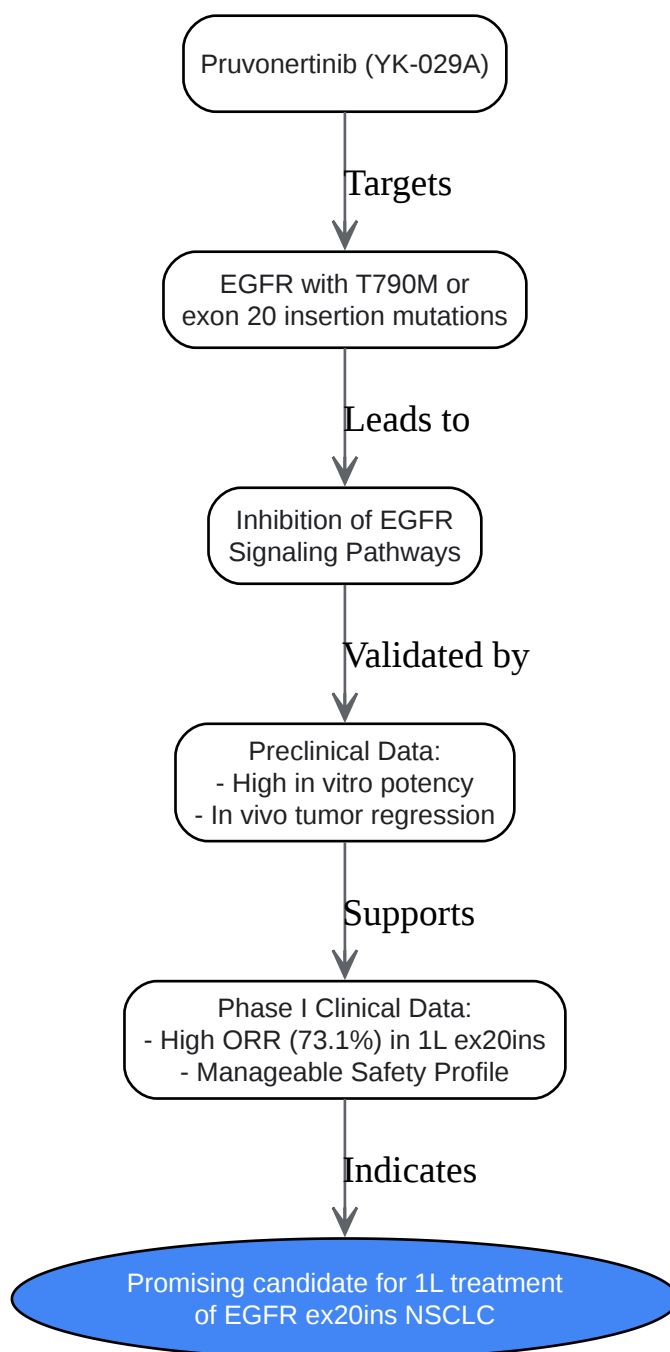 Pruvonertinib (YK-029A)
Targets
EGFR with T790M or
exon 20 insertion mutations
Leads to
Inhibition of EGFR
Signaling Pathways
Validated by
Preclinical Data:
- High in vitro potency
- In vivo tumor regression
Supports
Phase I Clinical Data:
- High ORR (73.1%) in 1L ex20ins
- Manageable Safety Profile
Indicates
Promising candidate for 1L treatment
of EGFR ex20ins NSCLC